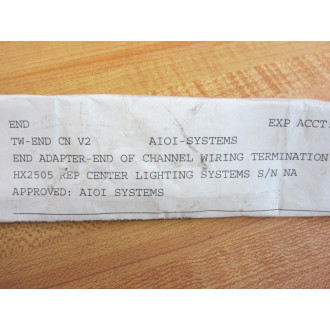 END EXP ACCT:
TW-END CN V2 AIOI-SYSTEMS
END ADAPTER-END OF CHANNEL WIRING TERMINATION
HX2505 REP CENTER LIGHTING SYSTEMS S/N NA
APPROVED: AIOI SYSTEMS